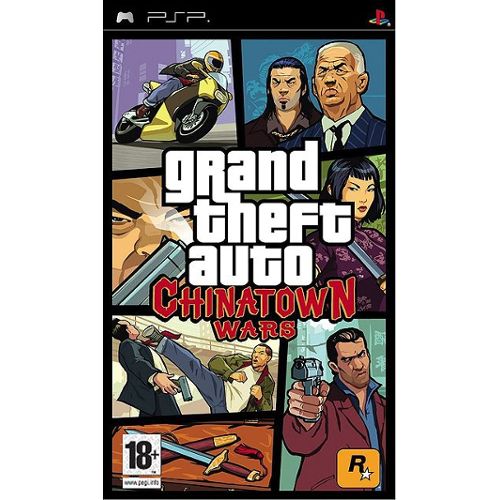 PSP
grand
theft
auto
CHINATOWN
WARS
18+
www.pegi.info
R